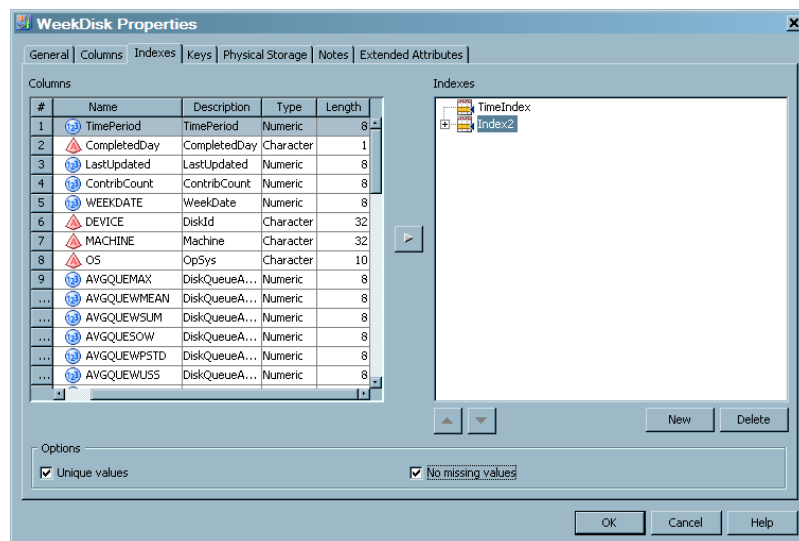 WeekDisk Properties
General Columns Indexes Keys Physical Storage Notes Extended Attributes
Columns
# Name Description Type Length
1 TimePeriod TimePeriod Numeric 8
2 CompletedDay CompletedDay Character 1
3 LastUpdated LastUpdated Numeric 8
4 ContribCount ContribCount Numeric 8
5 WEEKDATE WeekDate Numeric 8
6 DEVICE DiskId Character 32
7 MACHINE Machine Character 32
8 OS OpSys Character 10
9 AVGQUEMAX DiskQueueA... Numeric 8
... AVGQUEWMEAN DiskQueueA... Numeric 8
... AVGQUEWSUM DiskQueueA... Numeric 8
... AVGQUESOW DiskQueueA... Numeric 8
... AVGQUEWPSTD DiskQueueA... Numeric 8
... AVGQUEWUSS DiskQueueA... Numeric 8
Indexes
TimeIndex
Index2
New Delete
Options
Unique values No missing values
OK Cancel Help